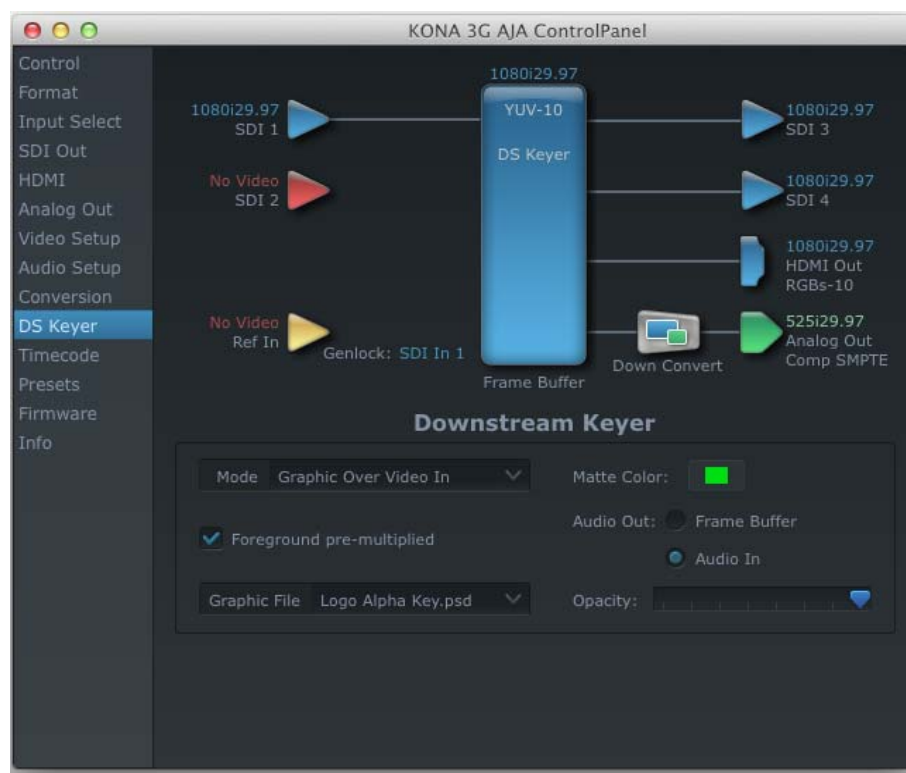 KONA 3G AJA ControlPanel
Control
Format
Input Select
SDI Out
HDMI
Analog Out
Video Setup
Audio Setup
Conversion
DS Keyer
Timecode
Presets
Firmware
Info
1080i29.97
YUV-10
DS Keyer
Frame Buffer
1080i29.97
SDI 1
No Video
SDI 2
No Video
Ref In
Genlock: SDI In 1
1080i29.97
SDI 3
1080i29.97
SDI 4
1080i29.97
HDMI Out
RGBs-10
Down Convert
525i29.97
Analog Out
Comp SMPTE
Downstream Keyer
Mode Graphic Over Video In
Matte Color:
Foreground pre-multiplied
Audio Out: Frame Buffer
Audio In
Graphic File Logo Alpha Key.psd
Opacity: